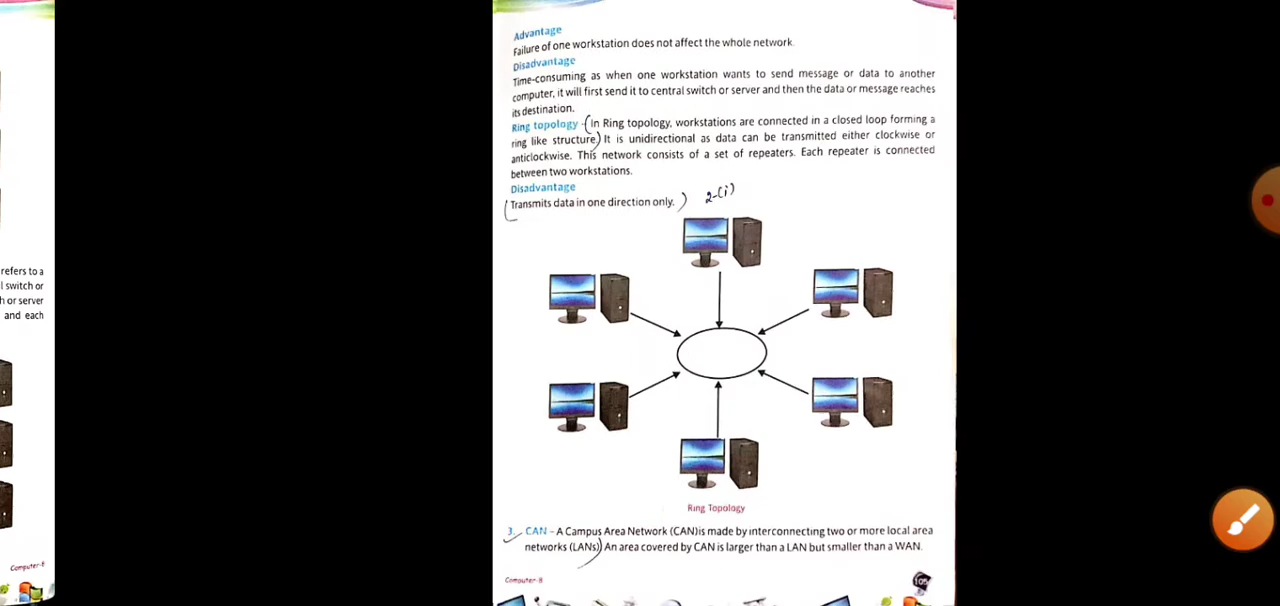 refers to a
l switch or
h or server
and each
Computer-8
Advantage
Failure of one workstation does not affect the whole network.
Disadvantage
Time-consuming as when one workstation wants to send message or data to another
computer, it will first send it to central switch or server and then the data or message reaches
its destination.
Ring topology - (In Ring topology, workstations are connected in a closed loop forming a
ring like structure.) It is unidirectional as data can be transmitted either clockwise or
anticlockwise. This network consists of a set of repeaters. Each repeater is connected
between two workstations.
Disadvantage
(Transmits data in one direction only.) 2-(i)
Ring Topology
3. CAN - A Campus Area Network (CAN)is made by interconnecting two or more local area
networks (LANs)) An area covered by CAN is larger than a LAN but smaller than a WAN.
Computer-8
105